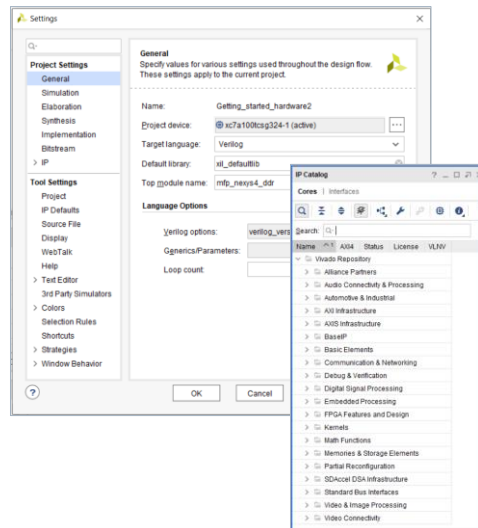 Settings
Project Settings
General
Simulation
Elaboration
Synthesis
Implementation
Bitstream
IP
Tool Settings
Project
IP Defaults
Source File
Display
WebTalk
Help
Text Editor
3rd Party Simulators
Colors
Selection Rules
Shortcuts
Strategies
Window Behavior
General
Specify values for various settings used throughout the design flow.
These settings apply to the current project.
Name: Getting_started_hardware2
Project device: xc7a100tcsg324-1 (active)
Target language: Verilog
Default library: xil_defaultlib
Top module name: mfp_nexys4_ddr
Language Options
Verilog options: verilog_vers
Generics/Parameters:
Loop count:
OK Cancel
IP Catalog
Cores | Interfaces
Search: Q-
Name ^1 AXI4 Status License VLNV
Vivado Repository
Alliance Partners
Audio Connectivity & Processing
Automotive & Industrial
AXI Infrastructure
AXIS Infrastructure
BaseIP
Basic Elements
Communication & Networking
Debug & Verification
Digital Signal Processing
Embedded Processing
FPGA Features and Design
Kernels
Math Functions
Memories & Storage Elements
Partial Reconfiguration
SDAccel DSA Infrastructure
Standard Bus Interfaces
Video & Image Processing
Video Connectivity